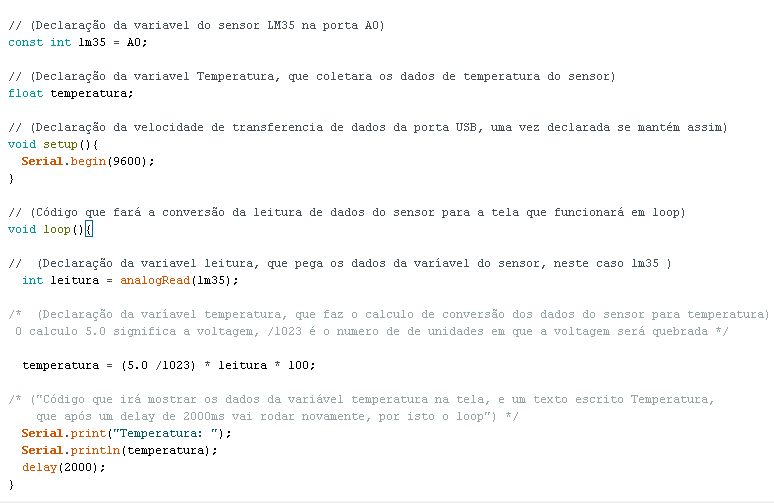 // (Declaração da variavel do sensor LM35 na porta A0)
const int lm35 = A0;
// (Declaração da variavel Temperatura, que coletara os dados de temperatura do sensor)
float temperatura;
// (Declaração da velocidade de transferencia de dados da porta USB, uma vez declarada se mantém assim)
void setup(){
Serial.begin(9600);
}
// (Código que fará a conversão da leitura de dados do sensor para a tela que funcionará em loop)
void loop(){
//  (Declaração da variavel leitura, que pega os dados da varíavel do sensor, neste caso lm35 )
int leitura = analogRead(lm35);
/*  (Declaração da varíavel temperatura, que faz o calculo de conversão dos dados do sensor para temperatura)
O calculo 5.0 significa a voltagem, /1023 é o numero de de unidades em que a voltagem será quebrada */
temperatura = (5.0 /1023) * leitura * 100;
/* ("Código que irá mostrar os dados da variável temperatura na tela, e um texto escrito Temperatura,
que após um delay de 2000ms vai rodar novamente, por isto o loop") */
Serial.print("Temperatura: ");
Serial.println(temperatura);
delay(2000);
}